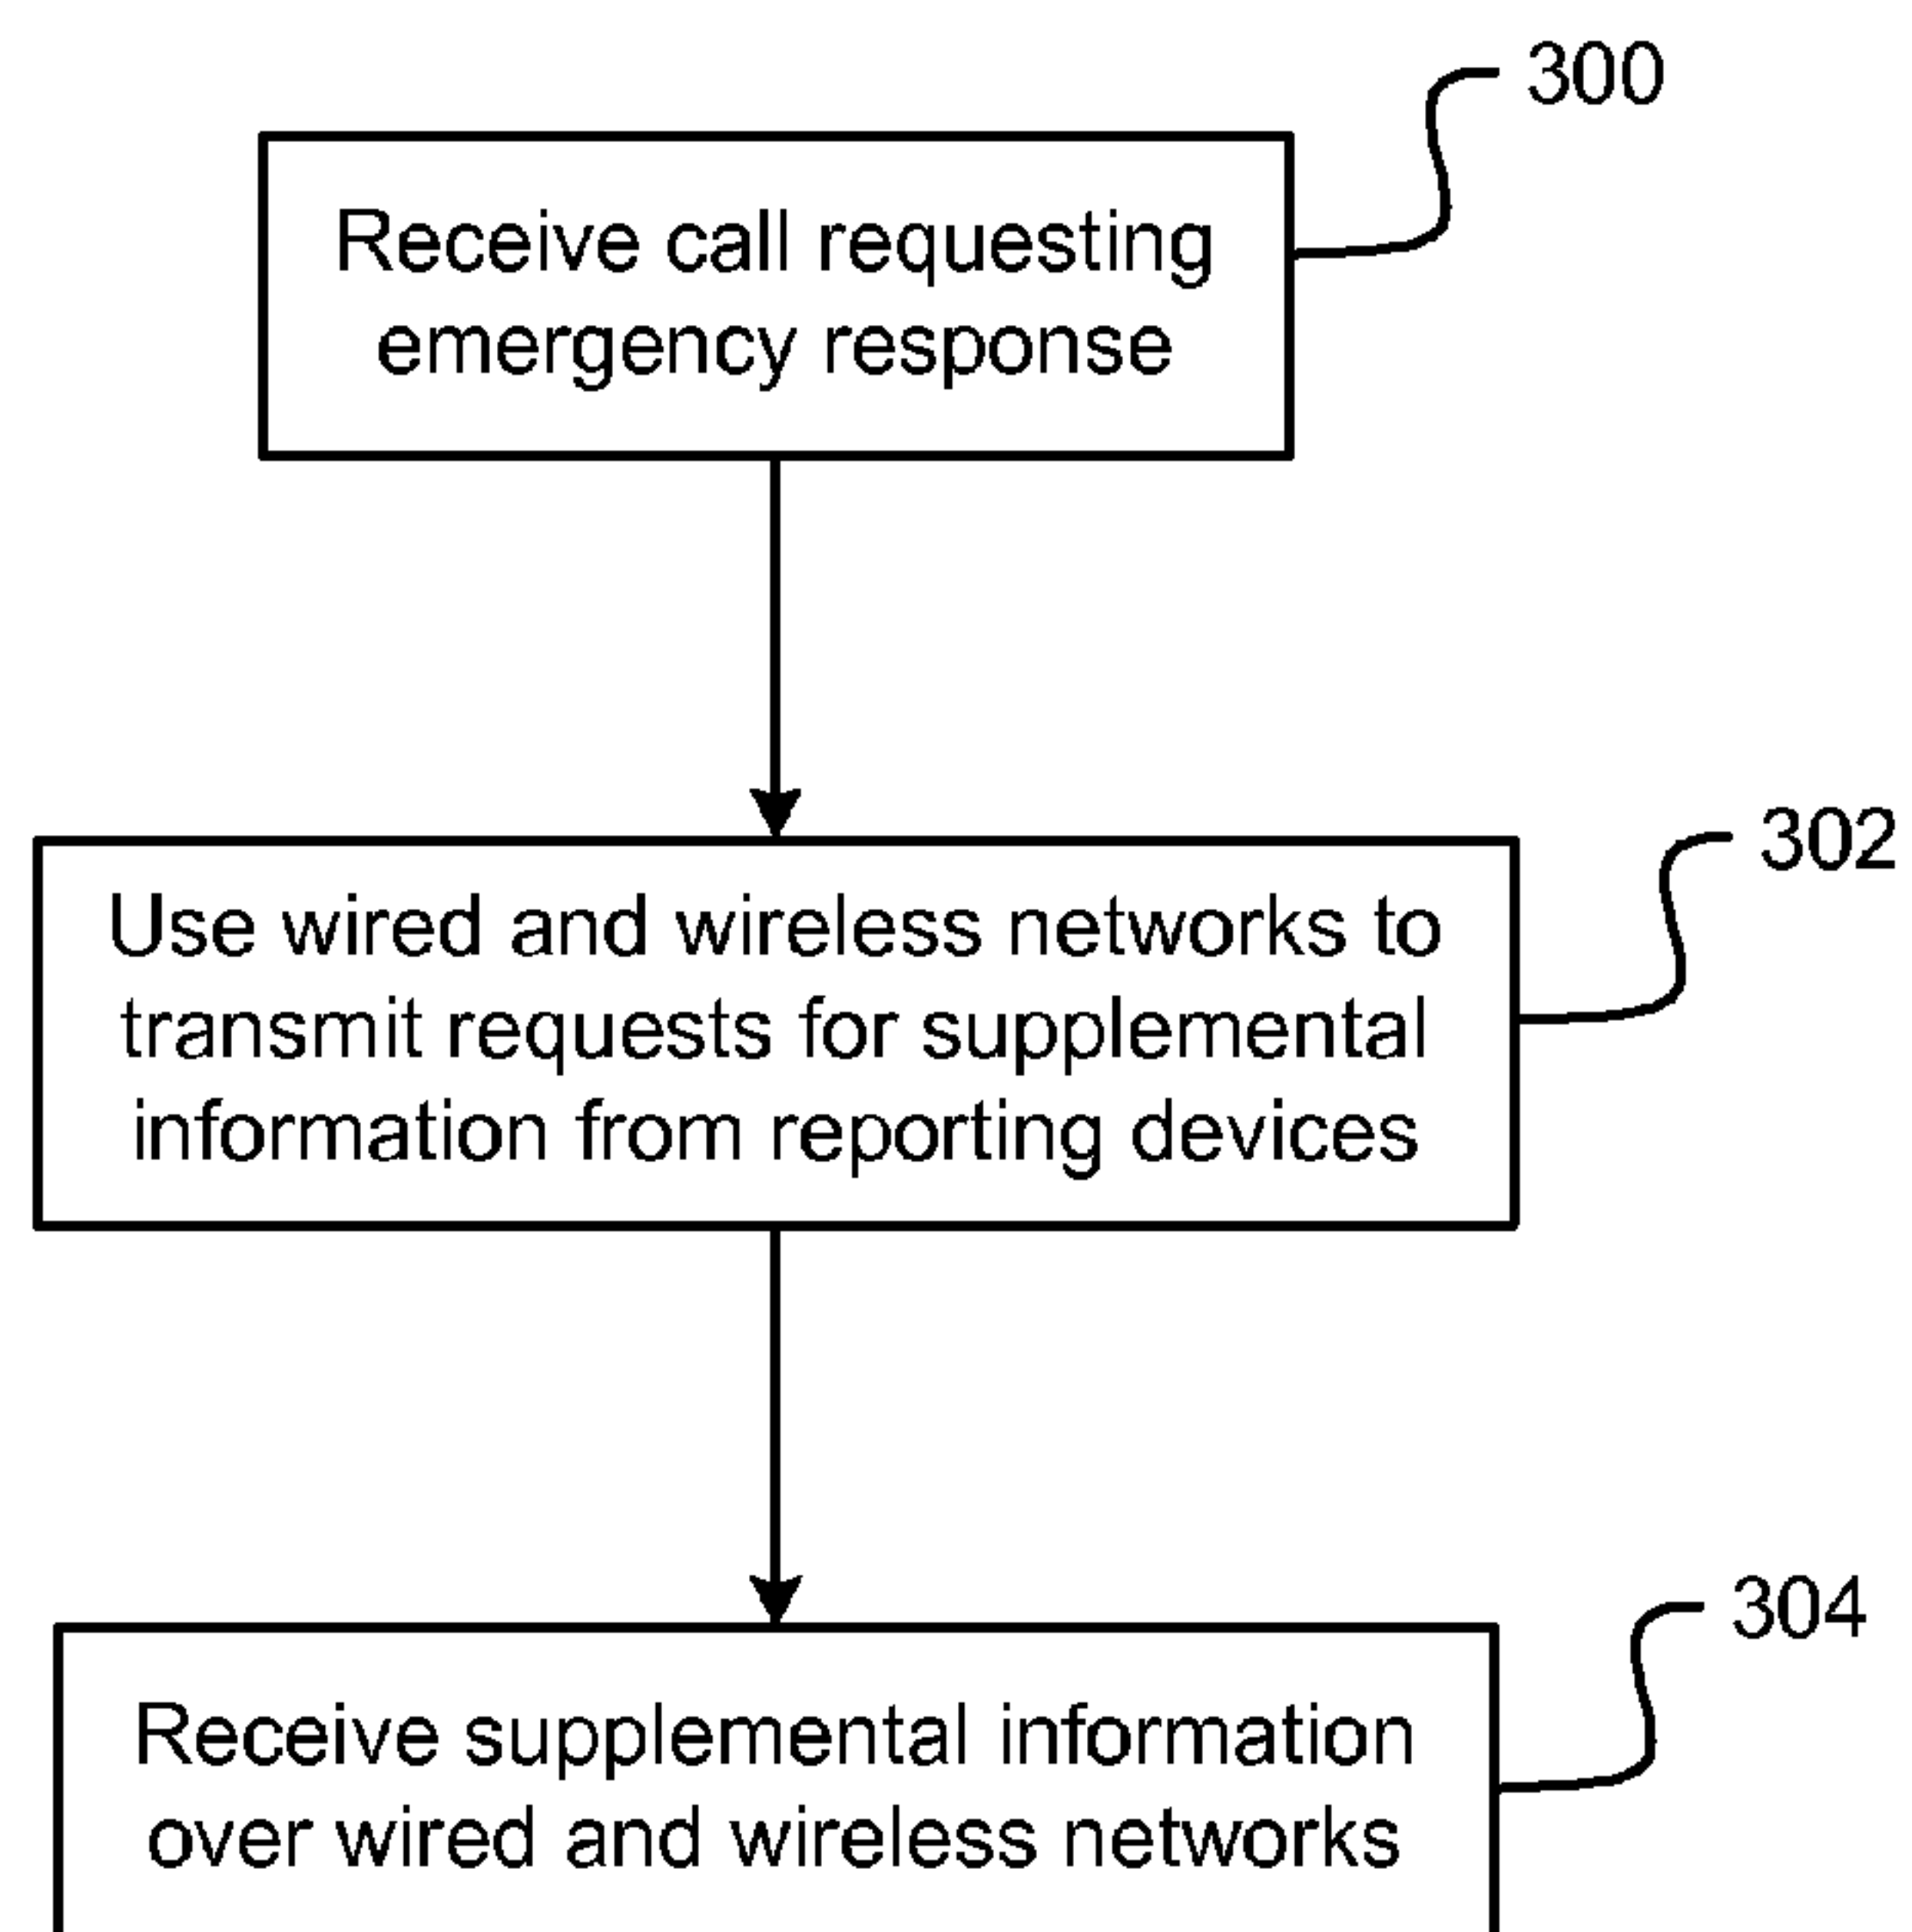 300
Receive call requesting
emergency response
302
Use wired and wireless networks to
transmit requests for supplemental
information from reporting devices
304
Receive supplemental information
over wired and wireless networks